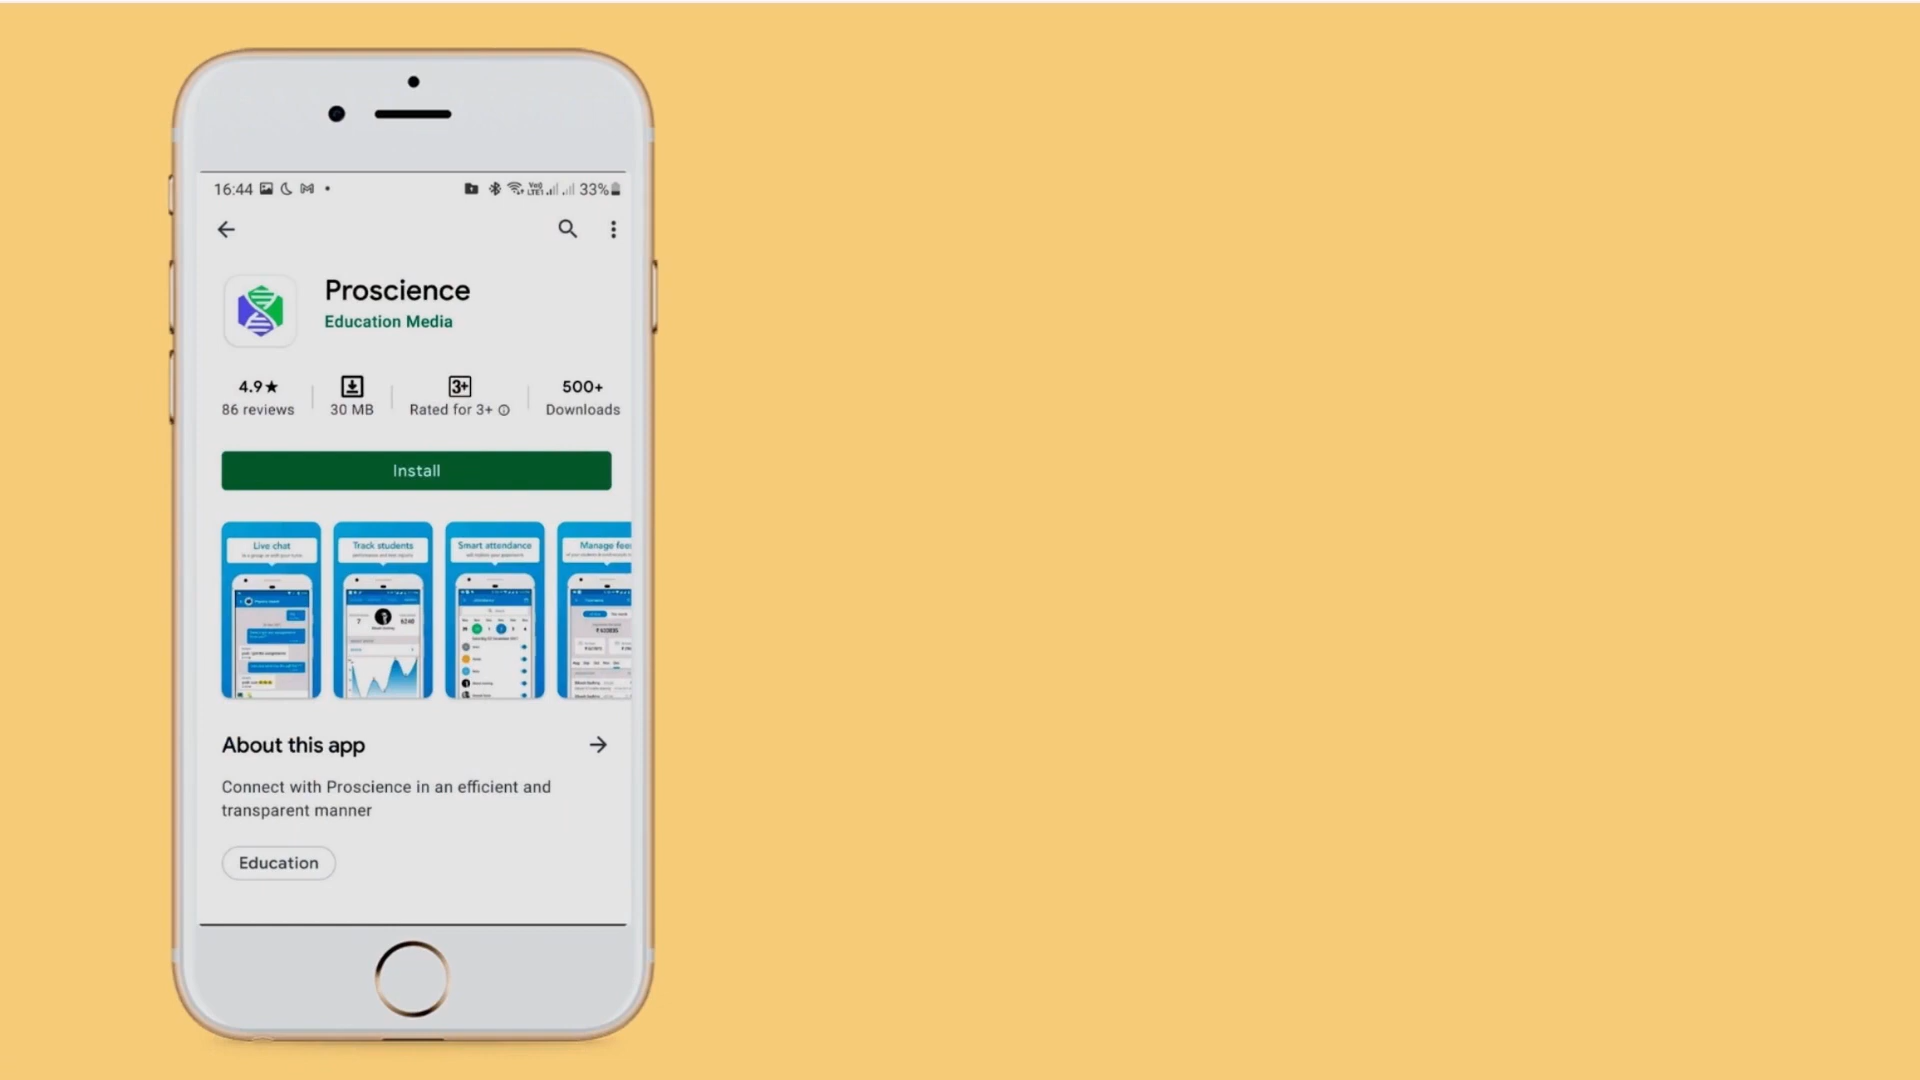 16:44
33%
Proscience
Education Media
4.9★
86 reviews
30 MB
3+
Rated for 3+
500+
Downloads
Install
Live chat
Track students
Smart attendance
Manage fees
About this app
Connect with Proscience in an efficient and
transparent manner
Education